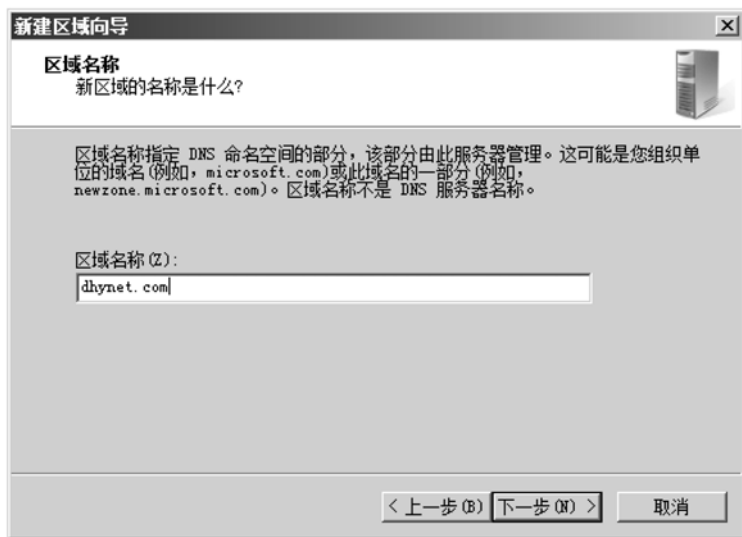 新建区域向导
区域名称
新区域的名称是什么?
区域名称指定 DNS 命名空间的部分，该部分由此服务器管理。这可能是您组织单
位的域名(例如，microsoft.com)或此域名的一部分(例如，
newzone.microsoft.com)。区域名称不是 DNS 服务器名称。
区域名称(Z):
dhynet.com
< 上一步(B) 下一步(N) > 取消